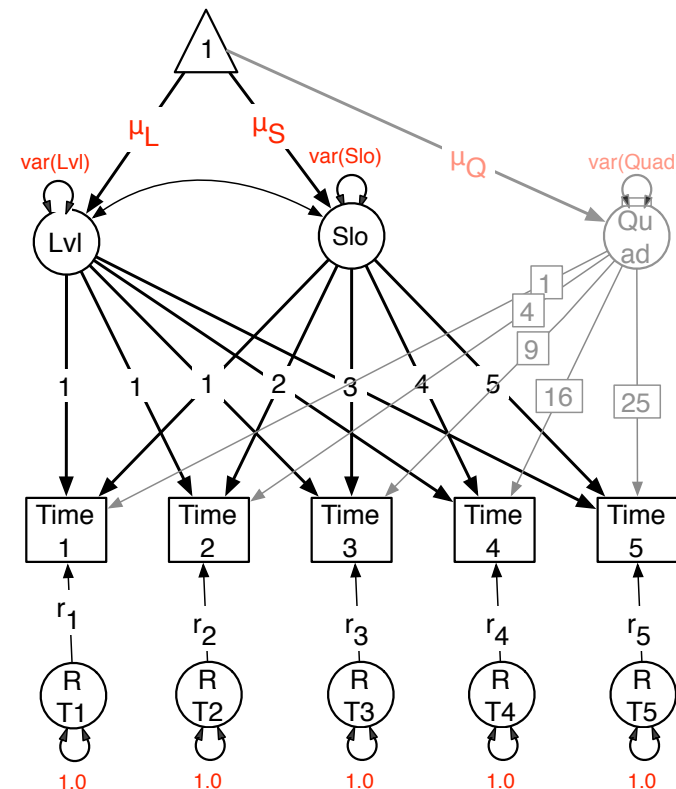 1
μL
μS
μQ
var(Lvl)
var(Slo)
var(Quad
Lvl
Slo
Qu
ad
1
4
9
16
25
1
1
1
2
3
4
5
Time
1
Time
2
Time
3
Time
4
Time
5
r1
r2
r3
r4
r5
R
T1
R
T2
R
T3
R
T4
R
T5
1.0
1.0
1.0
1.0
1.0